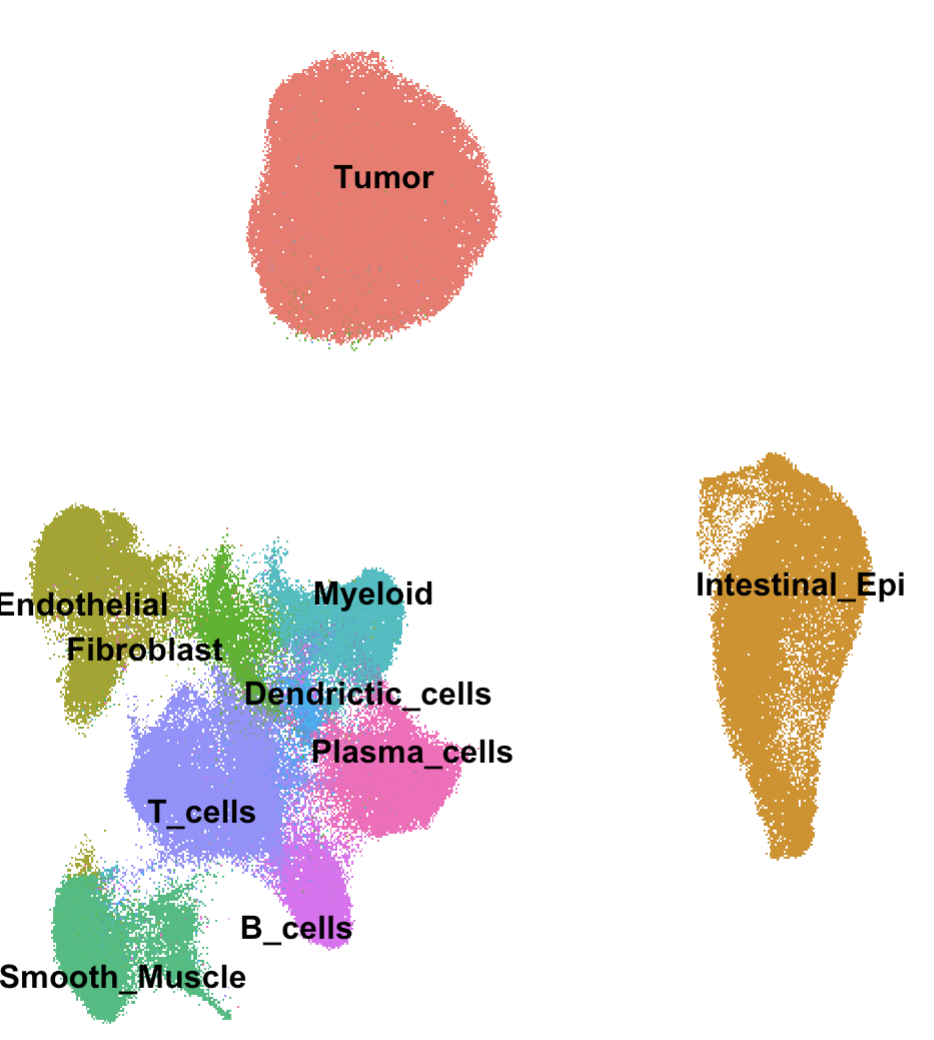 Tumor
Intestinal_Epi
Myeloid
Endothelial
Fibroblast
Dendrictic_cells
Plasma_cells
T_cells
B_cells
Smooth_Muscle